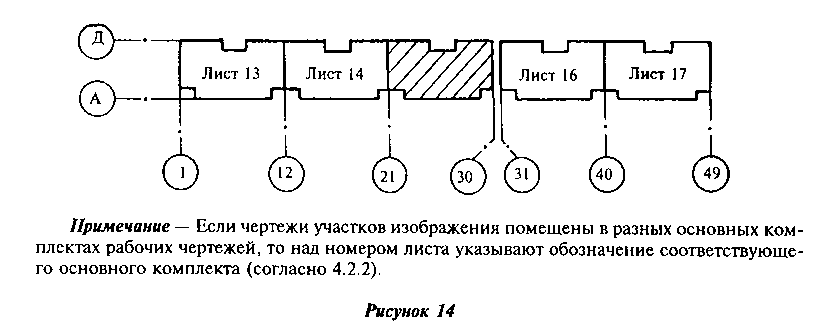 Д
Лист 13 Лист 14 Лист 16 Лист 17
А
1 12 21 30 31 40 49
Примечание — Если чертежи участков изображения помещены в разных основных ком-
плектах рабочих чертежей, то над номером листа указывают обозначение соответствующе-
го основного комплекта (согласно 4.2.2).
Рисунок 14